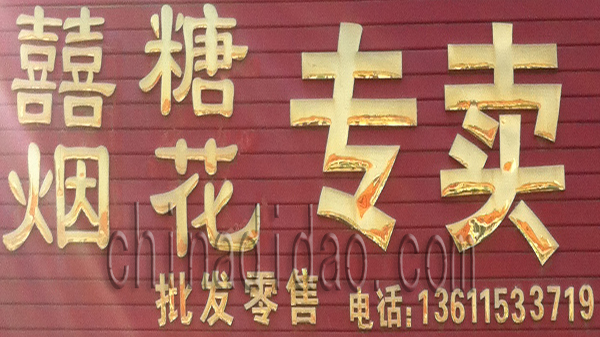 囍糖
烟花
专卖
批发零售 电话:13611533719
chinadidao.com